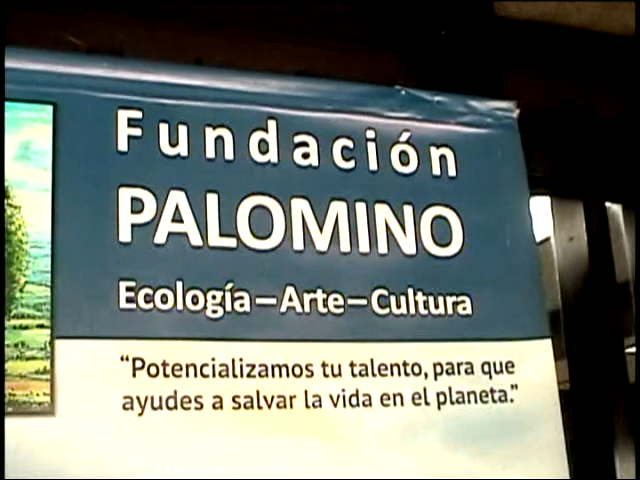 Fundación
PALOMINO
Ecología–Arte–Cultura
“Potencializamos tu talento, para que
ayudes a salvar la vida en el planeta.”